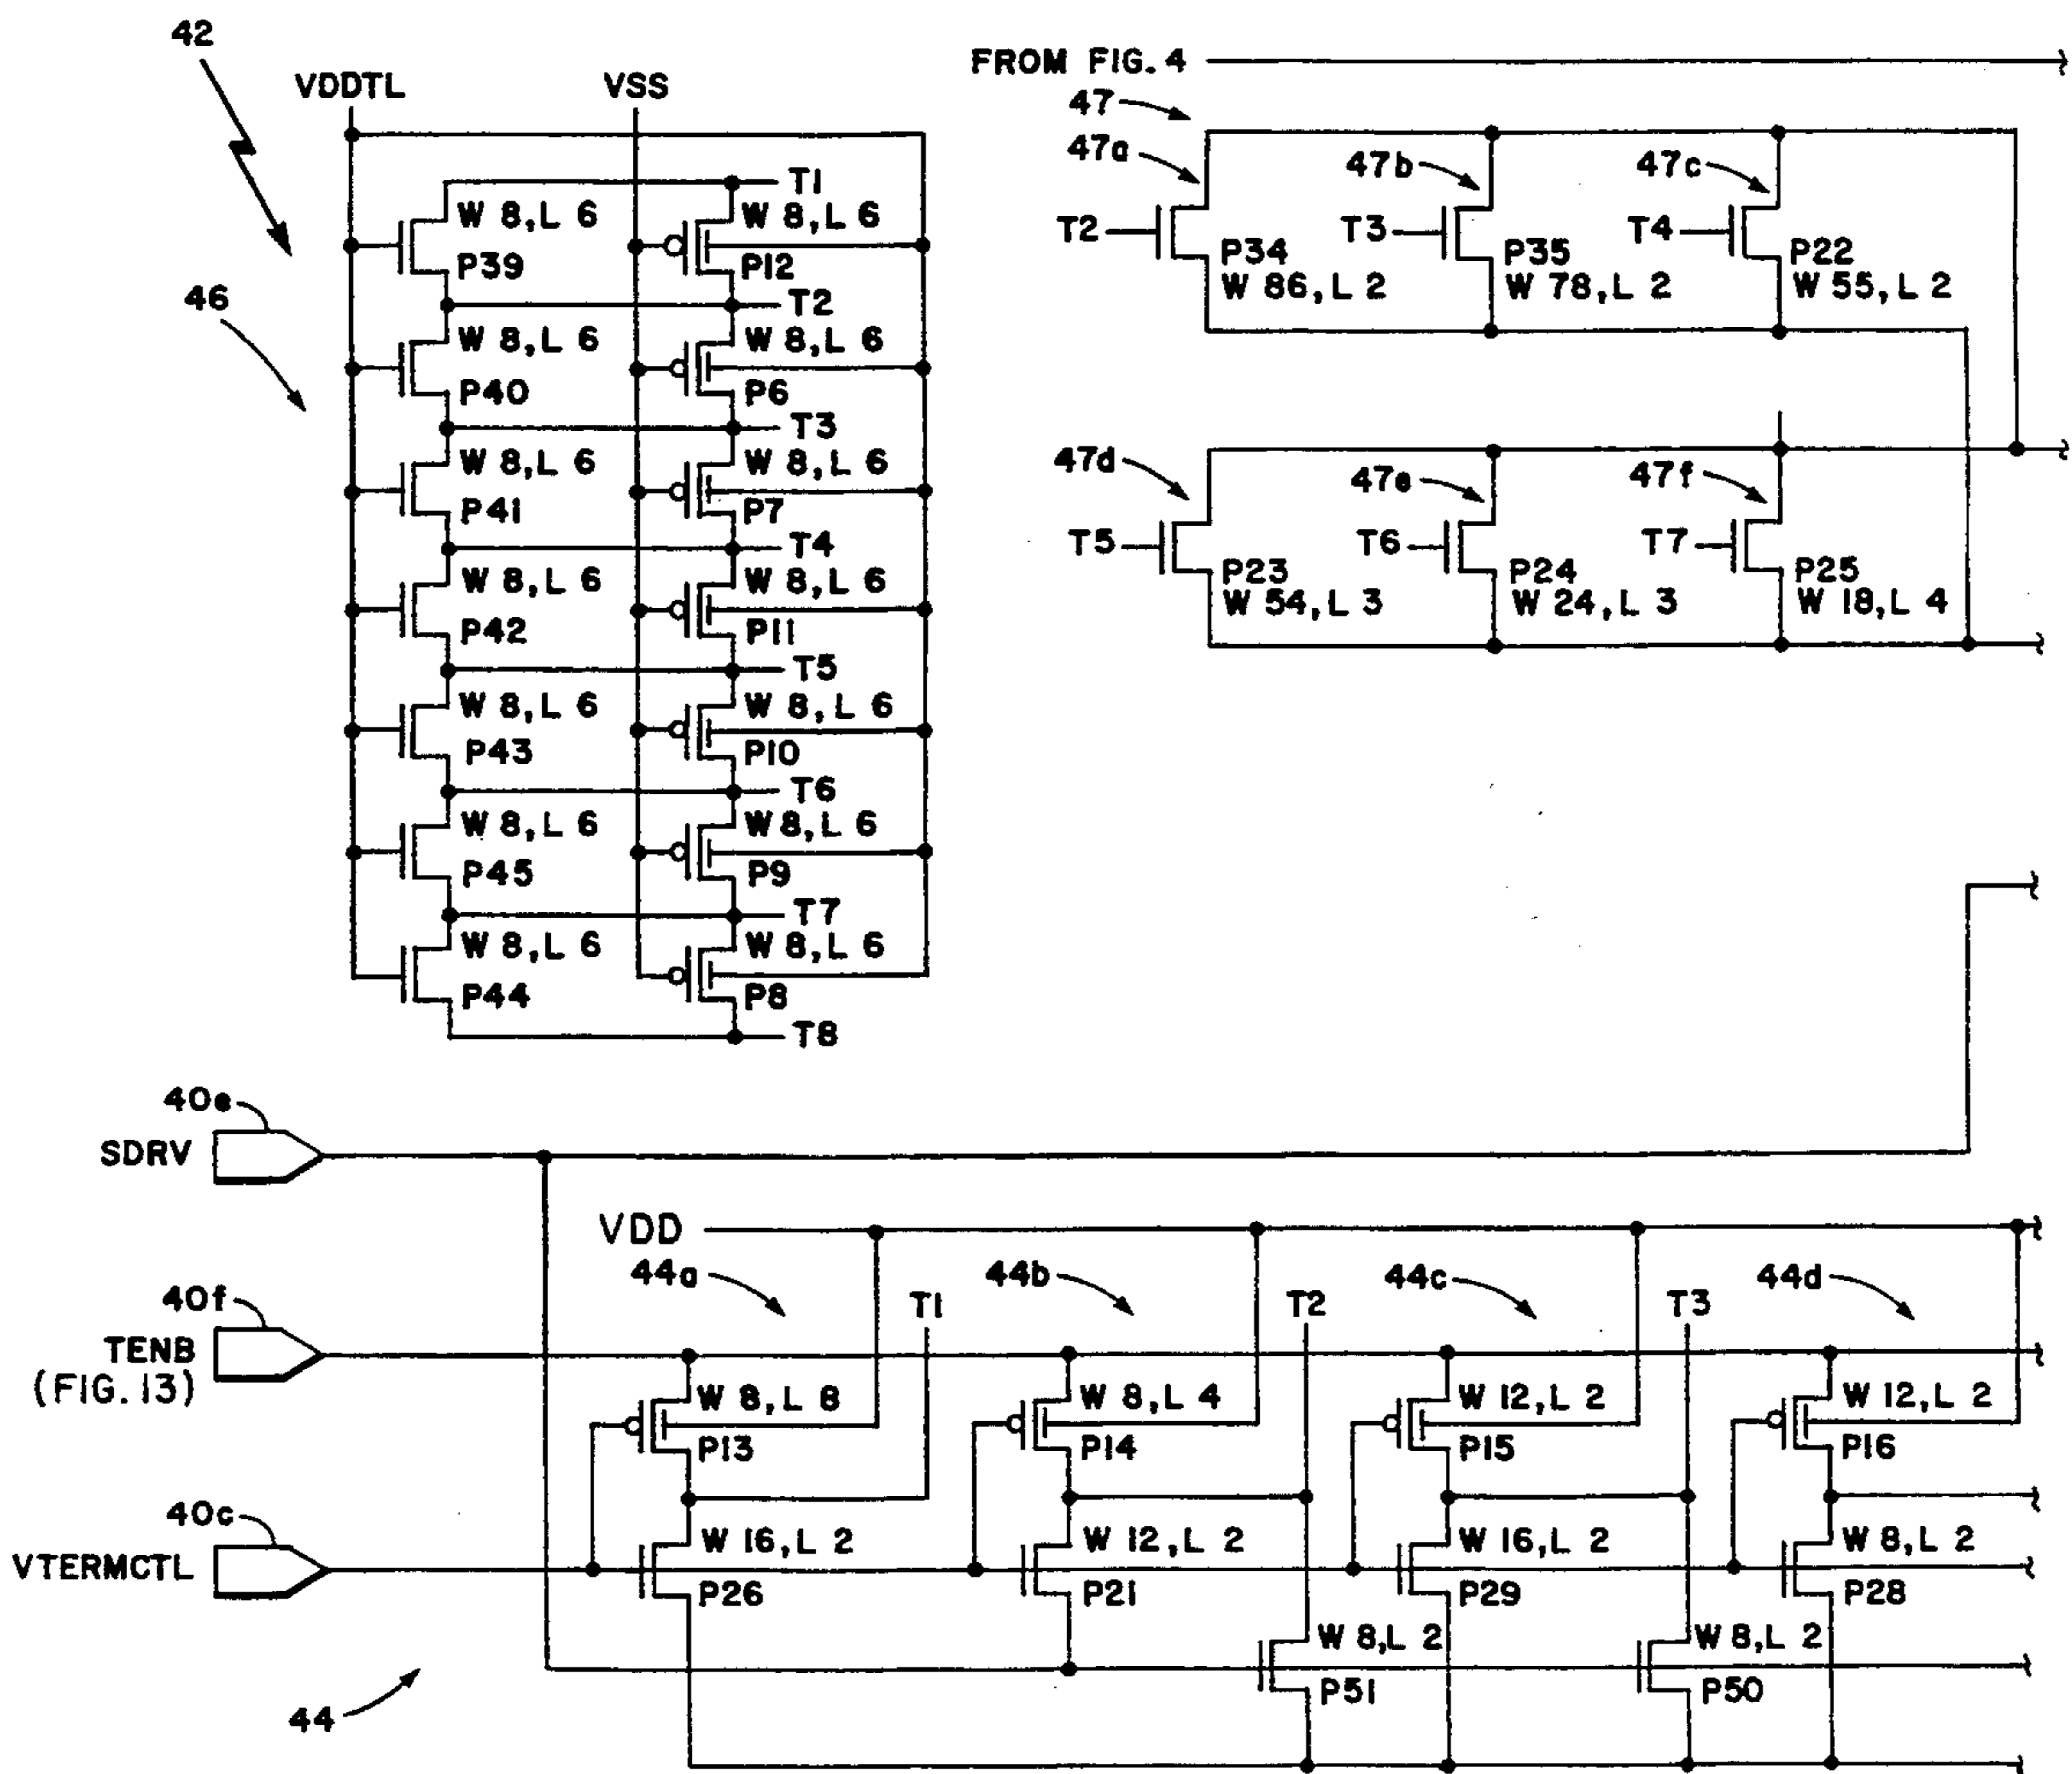 42
VDDTL
VSS
FROM FIG. 4
47
47a
47b
47c
T1
W 8, L 6
W 8, L 6
P39
P12
T2
T3
T4
P34
W 86, L 2
P35
W 78, L 2
P22
W 55, L 2
46
T2
W 8, L 6
W 8, L 6
P40
P6
T3
W 8, L 6
W 8, L 6
P41
P7
47d
47e
47f
T4
T5
T6
T7
W 8, L 6
W 8, L 6
P42
P11
P23
W 54, L 3
P24
W 24, L 3
P25
W 18, L 4
T5
W 8, L 6
W 8, L 6
P43
P10
T6
W 8, L 6
W 8, L 6
P45
P9
T7
W 8, L 6
W 8, L 6
P44
P8
T8
40e
SDRV
VDD
44a
44b
44c
44d
40f
T1
T2
T3
TENB
(FIG. 13)
W 8, L 8
W 8, L 4
W 12, L 2
W 12, L 2
P13
P14
P15
P16
40c
VTERMCTL
W 16, L 2
W 12, L 2
W 16, L 2
W 8, L 2
P26
P21
P29
P28
W 8, L 2
W 8, L 2
P51
P50
44